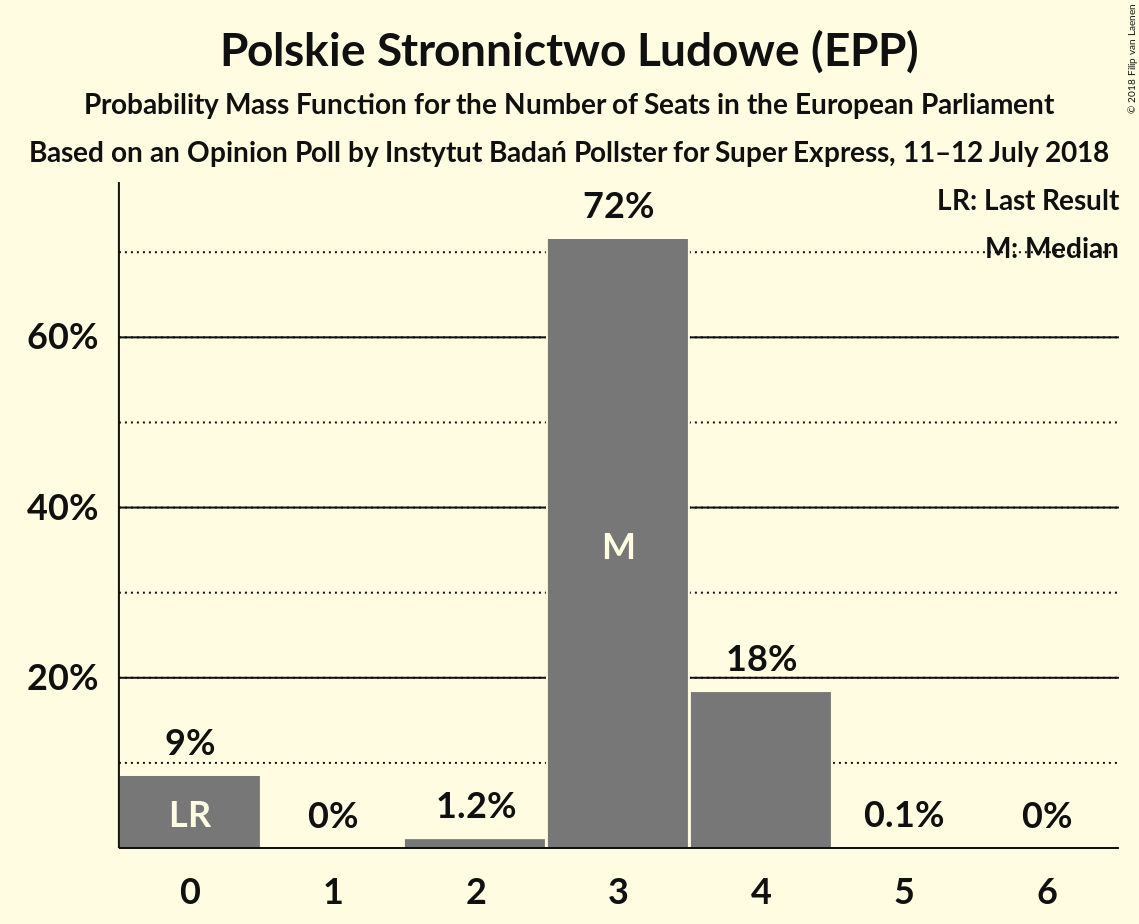 Polskie Stronnictwo Ludowe (EPP)
Probability Mass Function for the Number of Seats in the European Parliament
Based on an Opinion Poll by Instytut Badań Pollster for Super Express, 11–12 July 2018
© 2018 Filip van Laenen
LR: Last Result
M: Median
72%
60%
40%
M
18%
20%
9%
LR
0%
1.2%
0.1%
0%
0 1 2 3 4 5 6